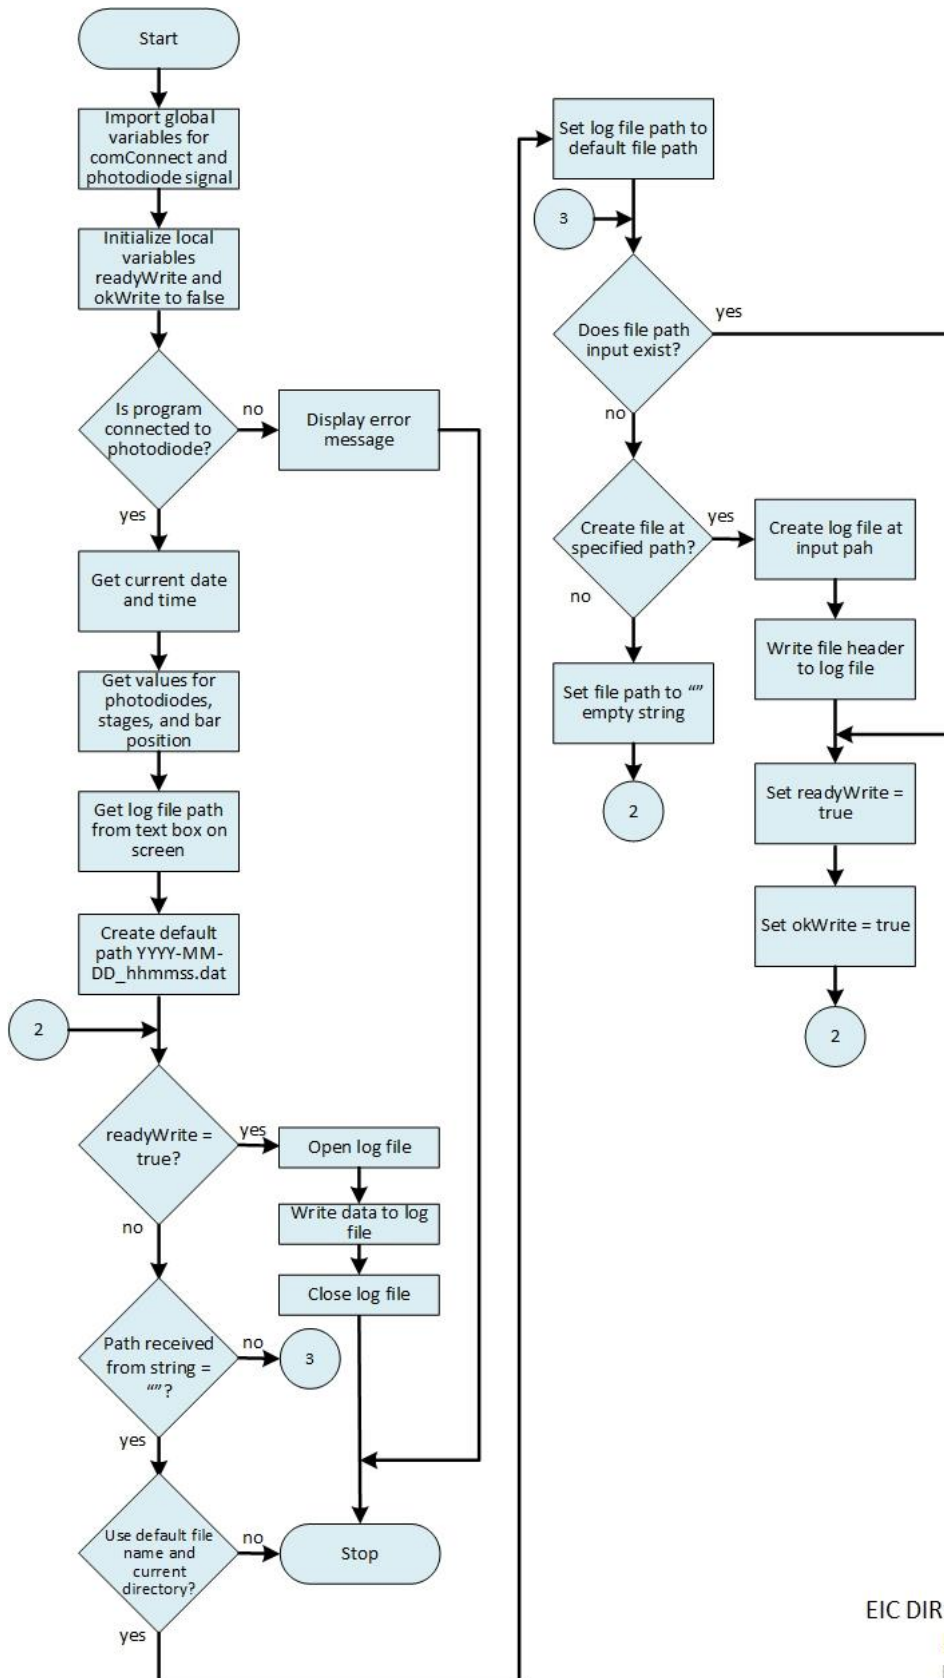 Start
Import global
variables for
comConnect and
photodiode signal
Initialize local
variables
readyWrite and
okWrite to false
Is program
connected to
photodiode?
no
Display error
message
yes
Get current date
and time
Get values for
photodiodes,
stages, and bar
position
Get log file path
from text box on
screen
Create default
path YYYY-MM-
DD_hhmmss.dat
2
readyWrite =
true?
yes
Open log file
Write data to log
file
Close log file
no
Path received
from string =
“”?
no
3
yes
Use default file
name and
current
directory?
no
Stop
yes
Set log file path to
default file path
3
Does file path
input exist?
yes
no
Create file at
specified path?
yes
Create log file at
input pah
no
Write file header
to log file
Set file path to “”
empty string
2
Set readyWrite =
true
Set okWrite = true
2
EIC DIR